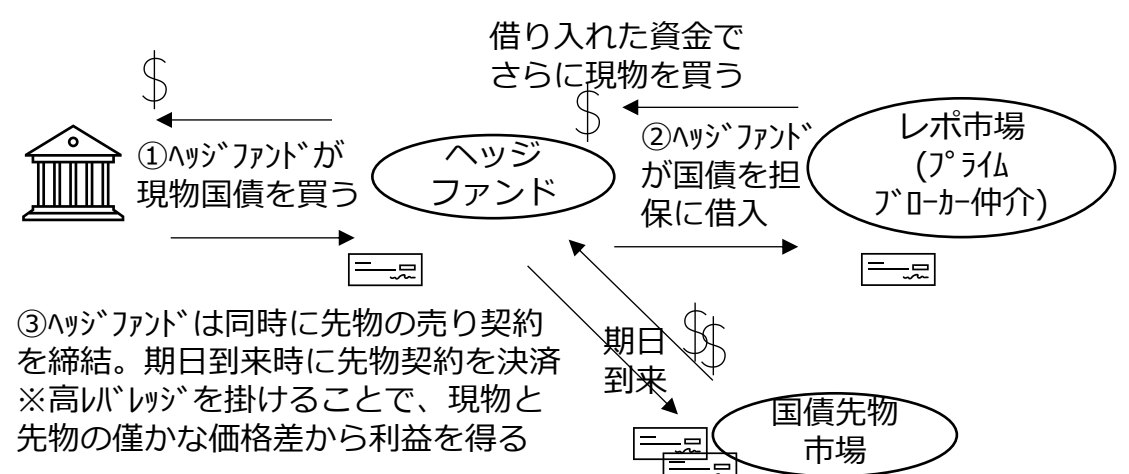 借り入れた資金で
さらに現物を買う
①ﾍｯｼﾞﾌｧﾝﾄﾞが
現物国債を買う
ヘッジ
ファンド
②ﾍｯｼﾞﾌｧﾝﾄﾞ
が国債を担
保に借入
レポ市場
(ﾌﾟﾗｲﾑ
ﾌﾞﾛｰｶｰ仲介)
③ﾍｯｼﾞﾌｧﾝﾄﾞは同時に先物の売り契約
を締結。期日到来時に先物契約を決済
※高ﾚﾊﾞﾚｯｼﾞを掛けることで、現物と
先物の僅かな価格差から利益を得る
期日
到来
国債先物
市場